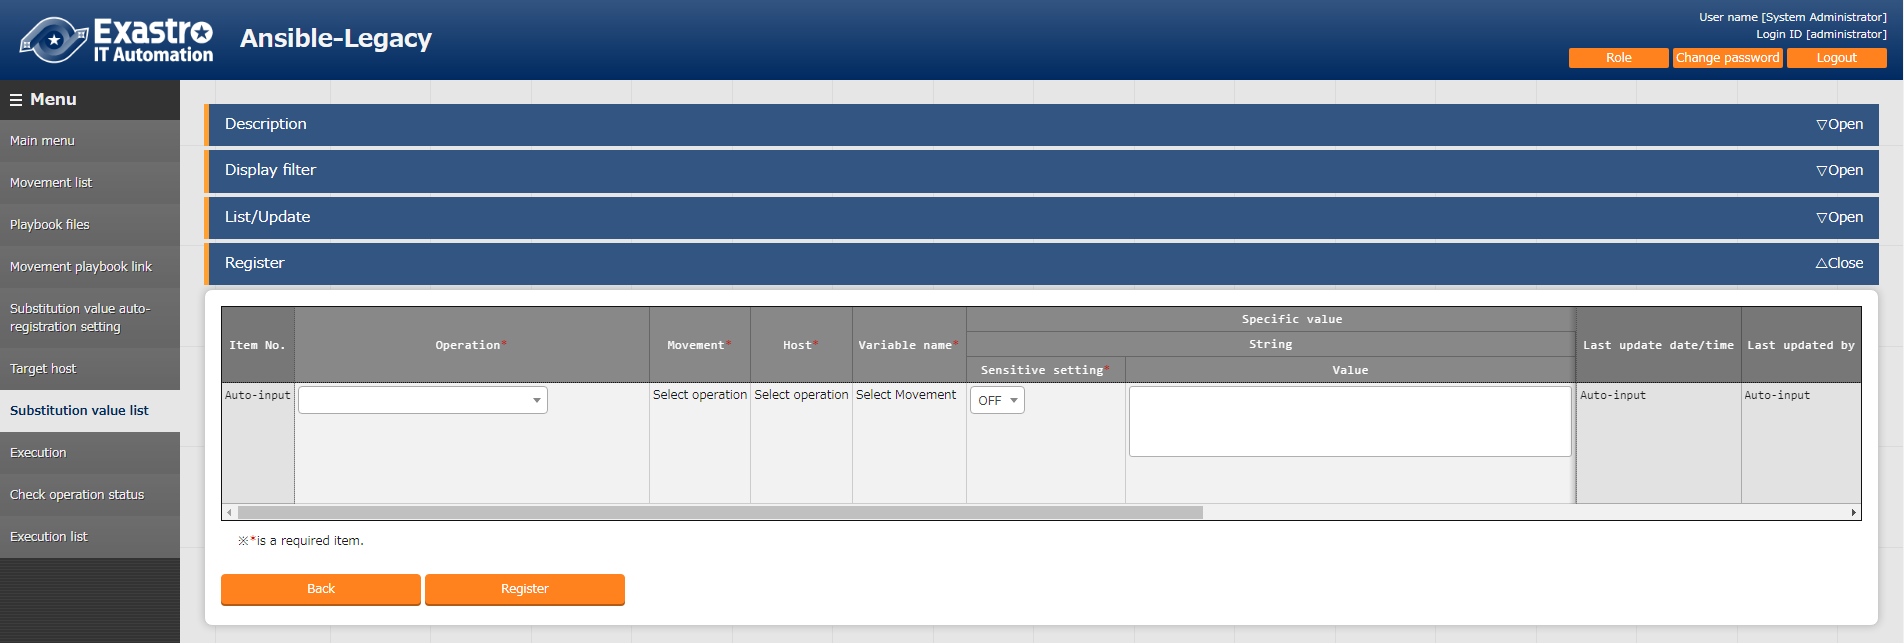 Exastro
IT Automation
Ansible-Legacy
User name [System Administrator]
Login ID [administrator]
Role
Change password
Logout
☰ Menu
Main menu
Movement list
Playbook files
Movement playbook link
Substitution value auto-
registration setting
Target host
Substitution value list
Execution
Check operation status
Execution list
Description
▽Open
Display filter
▽Open
List/Update
▽Open
Register
△Close
Item No.
Operation*
Movement*
Host*
Variable name*
Specific value
String
Sensitive setting*
Value
Last update date/time
Last updated by
Auto-input
Select operation
Select operation
Select Movement
OFF
Auto-input
Auto-input
※*is a required item.
Back
Register